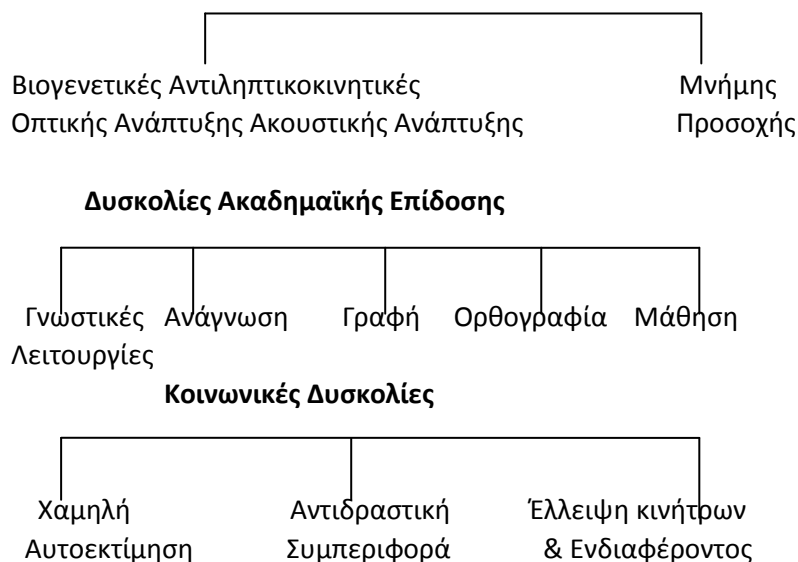 Βιογενετικές Αντιληπτικοκινητικές Μνήμης
Οπτικής Ανάπτυξης Ακουστικής Ανάπτυξης Προσοχής
Δυσκολίες Ακαδημαϊκής Επίδοσης
Γνωστικές Ανάγνωση Γραφή Ορθογραφία Μάθηση
Λειτουργίες
Κοινωνικές Δυσκολίες
Χαμηλή Αντιδραστική Έλλειψη κινήτρων
Αυτοεκτίμηση Συμπεριφορά & Ενδιαφέροντος